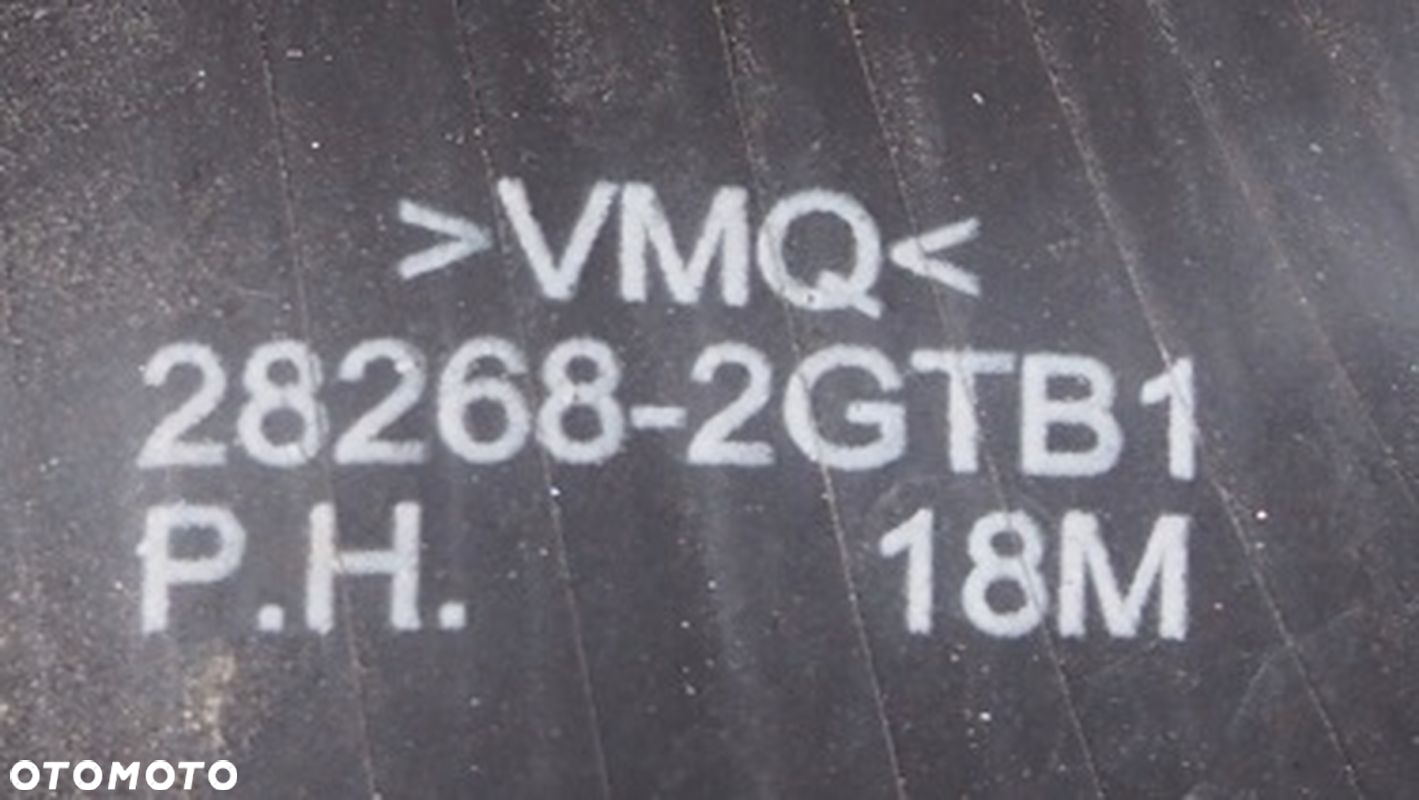 >VMQ<
28268-2GTB1
P.H. 18M
OTOMOTO